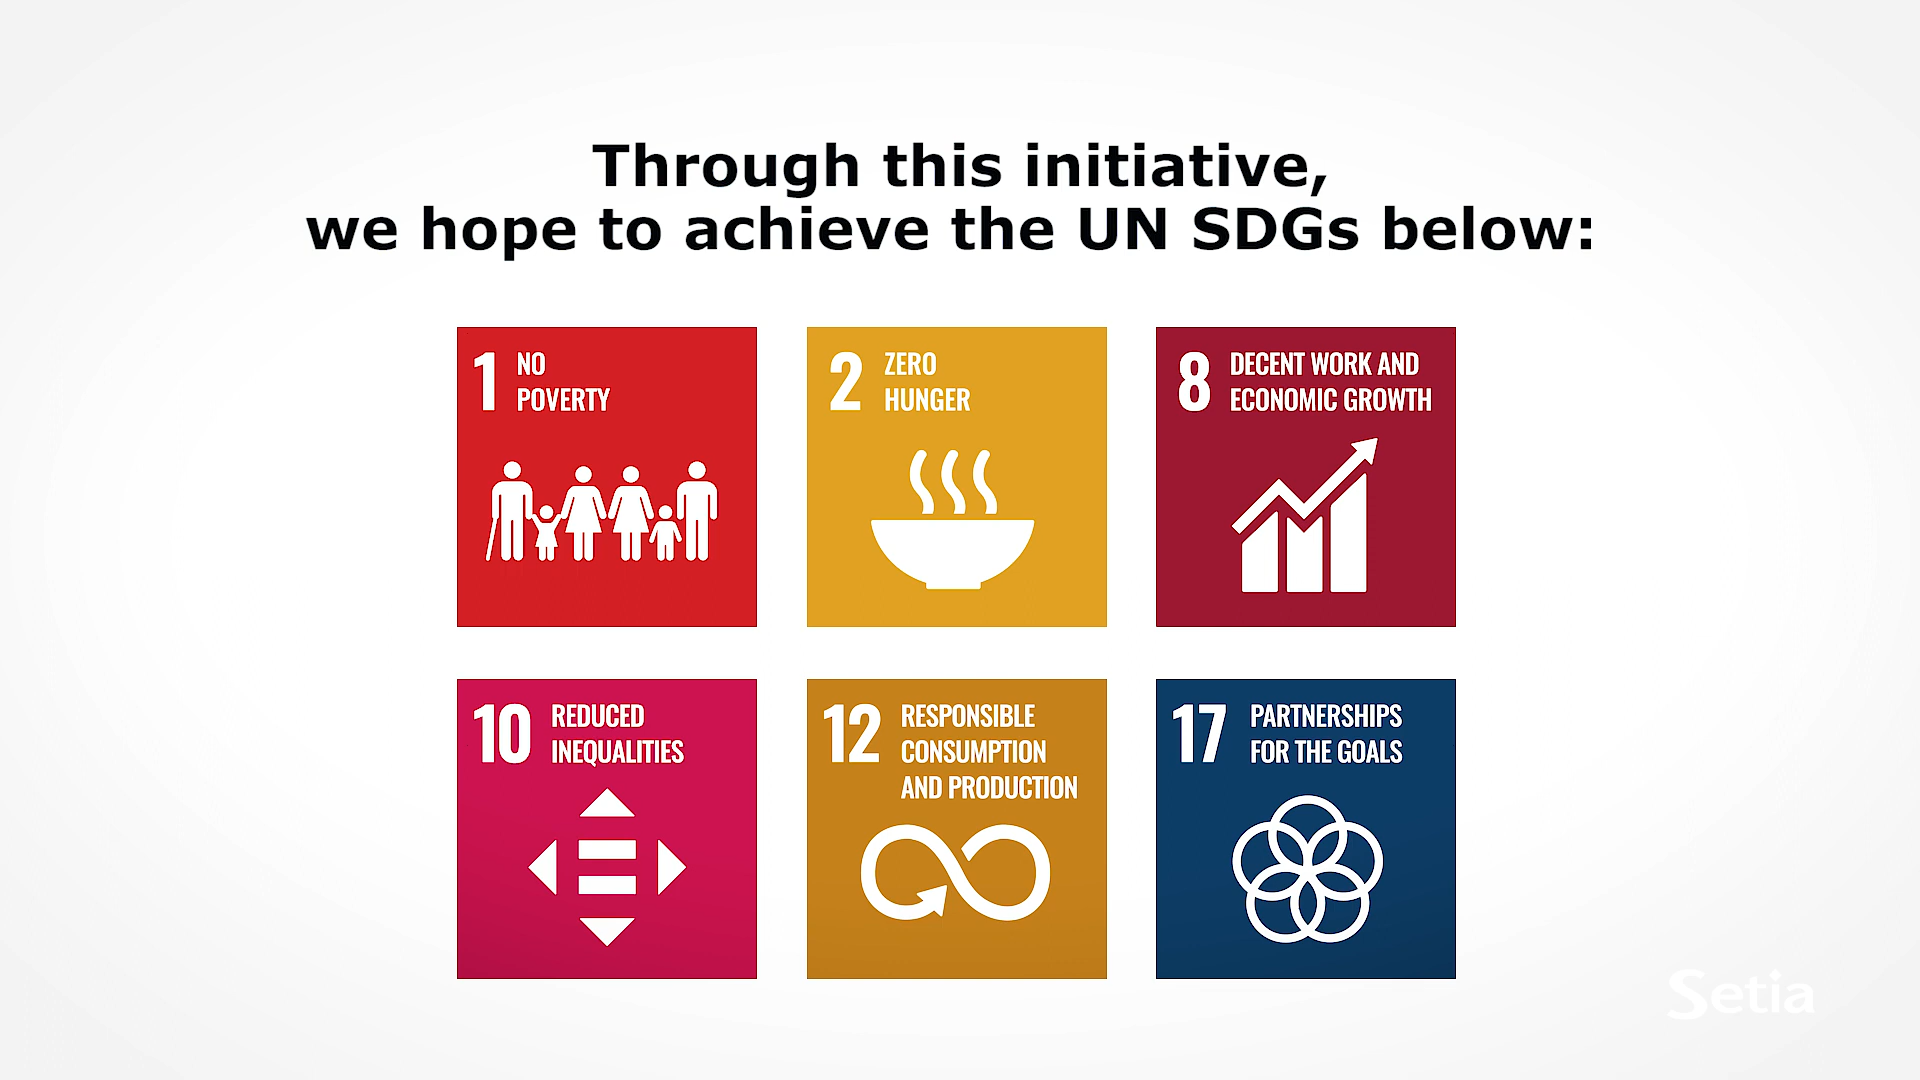 Through this initiative,
we hope to achieve the UN SDGs below:
1 NO
POVERTY
2 ZERO
HUNGER
8 DECENT WORK AND
ECONOMIC GROWTH
10 REDUCED
INEQUALITIES
12 RESPONSIBLE
CONSUMPTION
AND PRODUCTION
17 PARTNERSHIPS
FOR THE GOALS
Setia